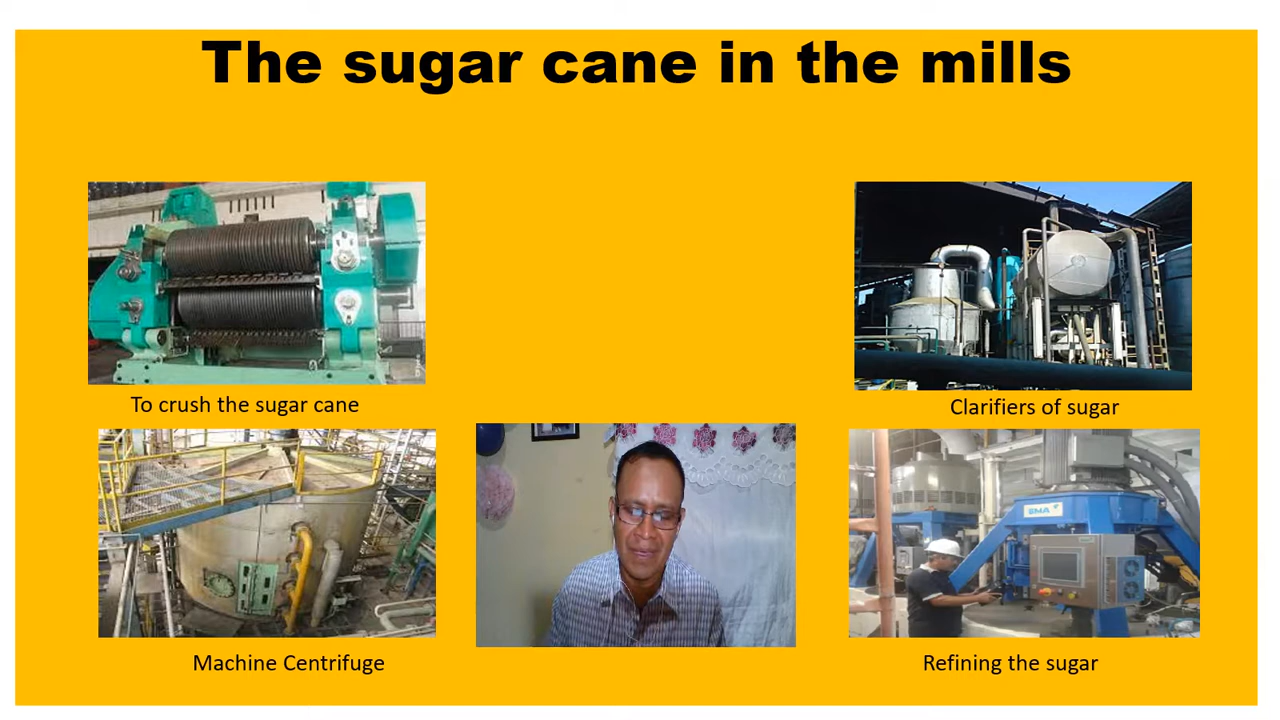 The sugar cane in the mills
To crush the sugar cane
Clarifiers of sugar
BMA
Machine Centrifuge
Refining the sugar